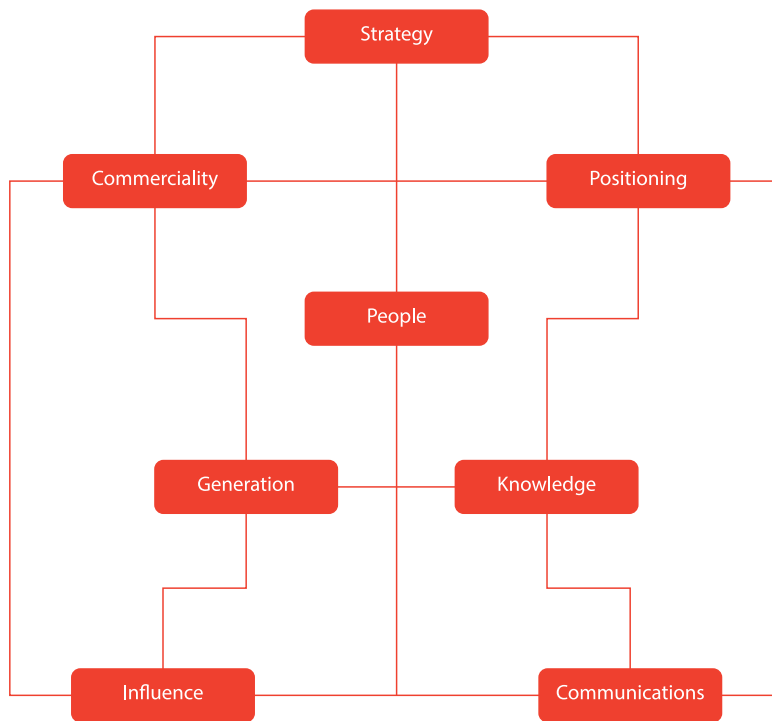 Strategy
Commerciality
Positioning
People
Generation
Knowledge
Influence
Communications